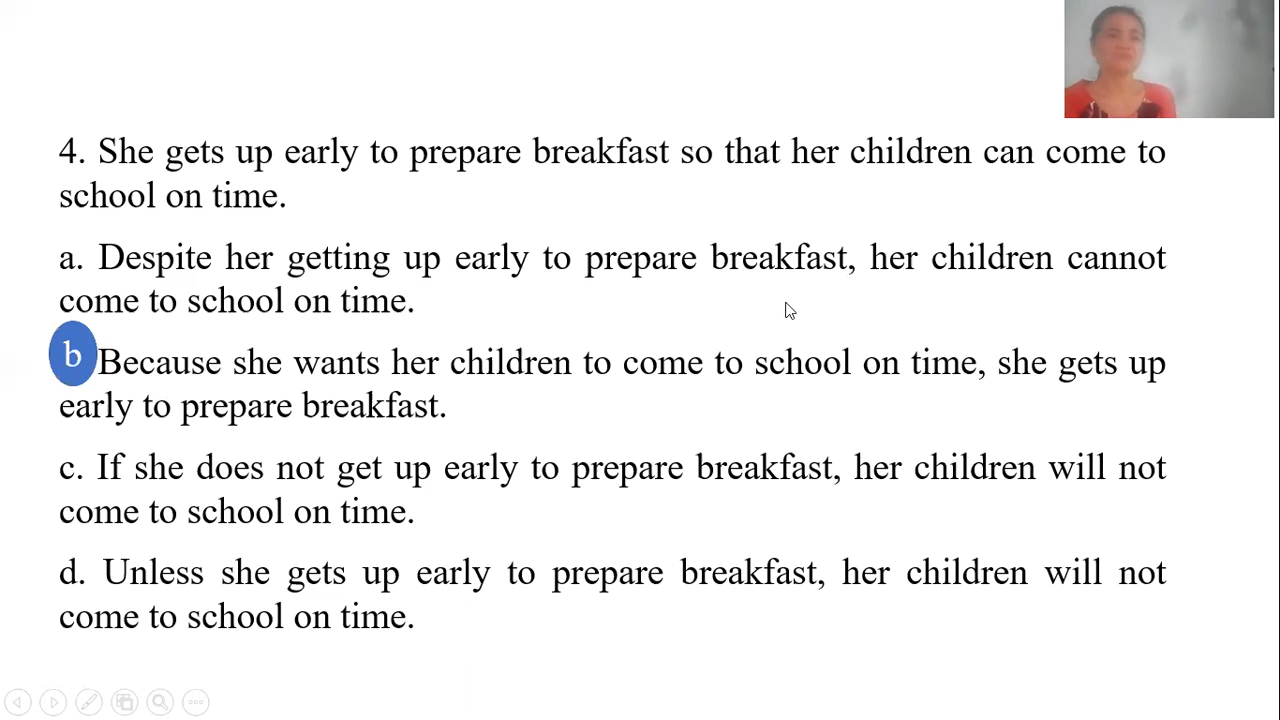 4. She gets up early to prepare breakfast so that her children can come to
school on time.
a. Despite her getting up early to prepare breakfast, her children cannot
come to school on time.
b Because she wants her children to come to school on time, she gets up
early to prepare breakfast.
c. If she does not get up early to prepare breakfast, her children will not
come to school on time.
d. Unless she gets up early to prepare breakfast, her children will not
come to school on time.